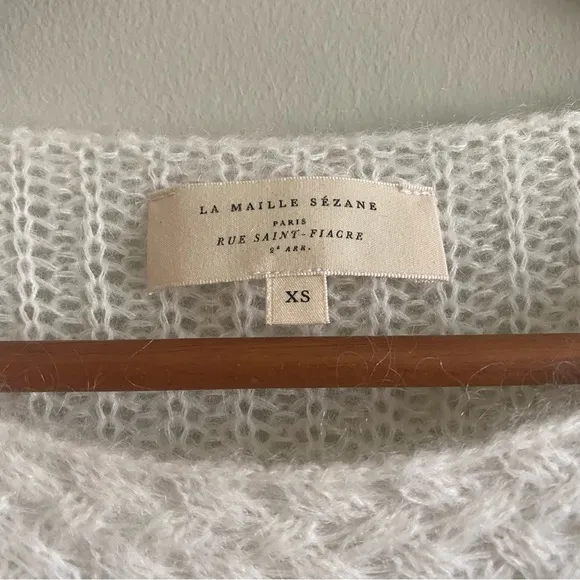 LA MAILLE SÉZANE
PARIS
RUE SAINT-FIACRE
2ᵉ ARR.
XS